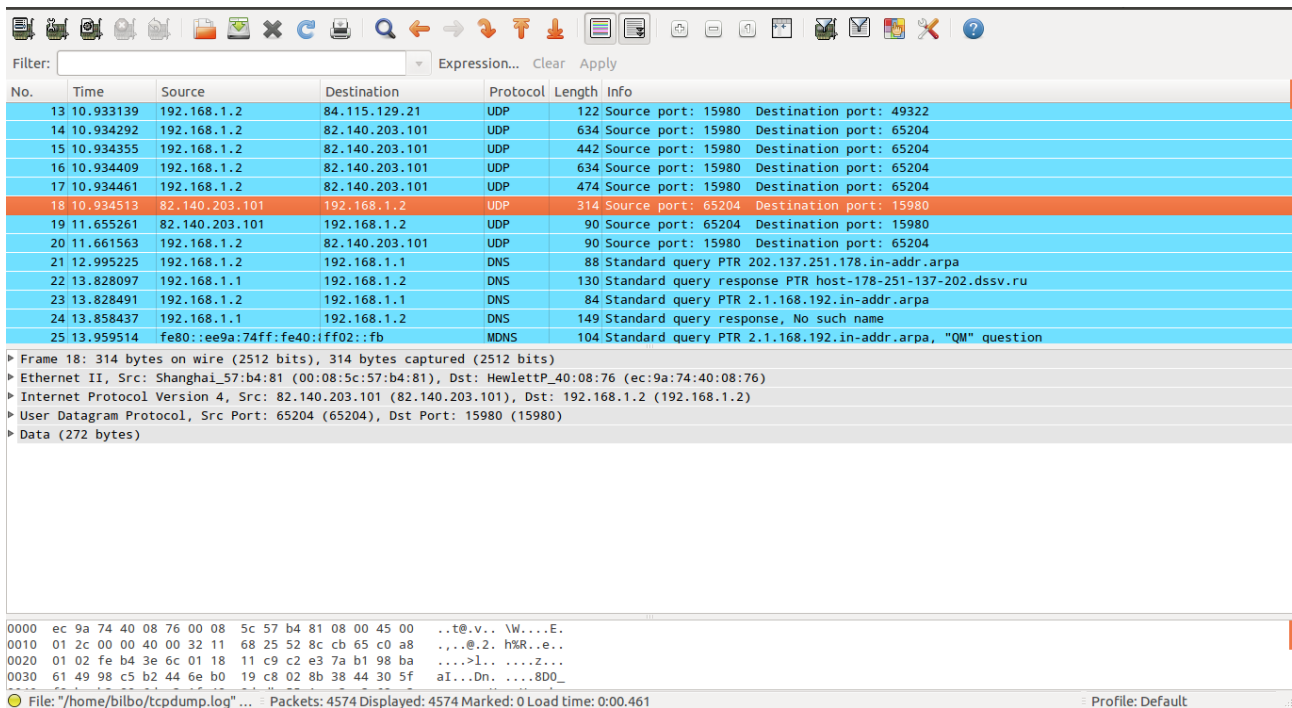 Filter: Expression... Clear Apply
No. Time Source Destination Protocol Length Info
13 10.933139 192.168.1.2 84.115.129.21 UDP 122 Source port: 15980 Destination port: 49322
14 10.934292 192.168.1.2 82.140.203.101 UDP 634 Source port: 15980 Destination port: 65204
15 10.934355 192.168.1.2 82.140.203.101 UDP 442 Source port: 15980 Destination port: 65204
16 10.934409 192.168.1.2 82.140.203.101 UDP 634 Source port: 15980 Destination port: 65204
17 10.934461 192.168.1.2 82.140.203.101 UDP 474 Source port: 15980 Destination port: 65204
18 10.934513 82.140.203.101 192.168.1.2 UDP 314 Source port: 65204 Destination port: 15980
19 11.655261 82.140.203.101 192.168.1.2 UDP 90 Source port: 65204 Destination port: 15980
20 11.661563 192.168.1.2 82.140.203.101 UDP 90 Source port: 15980 Destination port: 65204
21 12.995225 192.168.1.2 192.168.1.1 DNS 88 Standard query PTR 202.137.251.178.in-addr.arpa
22 13.828097 192.168.1.1 192.168.1.2 DNS 130 Standard query response PTR host-178-251-137-202.dssv.ru
23 13.828491 192.168.1.2 192.168.1.1 DNS 84 Standard query PTR 2.1.168.192.in-addr.arpa
24 13.858437 192.168.1.1 192.168.1.2 DNS 149 Standard query response, No such name
25 13.959514 fe80::ee9a:74ff:fe40: ff02::fb MDNS 104 Standard query PTR 2.1.168.192.in-addr.arpa, "QM" question
Frame 18: 314 bytes on wire (2512 bits), 314 bytes captured (2512 bits)
Ethernet II, Src: Shanghai_57:b4:81 (00:08:5c:57:b4:81), Dst: HewlettP_40:08:76 (ec:9a:74:40:08:76)
Internet Protocol Version 4, Src: 82.140.203.101 (82.140.203.101), Dst: 192.168.1.2 (192.168.1.2)
User Datagram Protocol, Src Port: 65204 (65204), Dst Port: 15980 (15980)
Data (272 bytes)
0000 ec 9a 74 40 08 76 00 08 5c 57 b4 81 08 00 45 00 ..t@.v.. \W....E.
0010 01 2c 00 00 40 00 32 11 68 25 52 8c cb 65 c0 a8 .,..@.2. h%R..e..
0020 01 02 fe b4 3e 6c 01 18 11 c9 c2 e3 7a b1 98 ba ....>l.. ....z...
0030 61 49 98 c5 b2 44 6e b0 19 c8 02 8b 38 44 30 5f aI...Dn. ....8D0_
File: "/home/bilbo/tcpdump.log" ... Packets: 4574 Displayed: 4574 Marked: 0 Load time: 0:00.461 Profile: Default